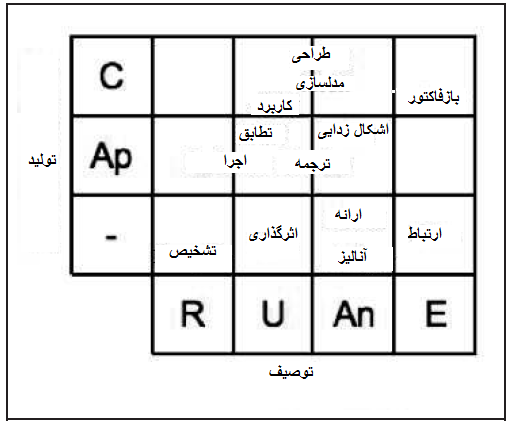 طراحی
C
مدلسازی
بازفاکتور
کاربرد
تطابق
اشکال زدایی
تولید
Ap
اجرا
ترجمه
ارائه
-
تشخیص
اثرگذاری
آنالیز
ارتباط
R U An E
توصیف